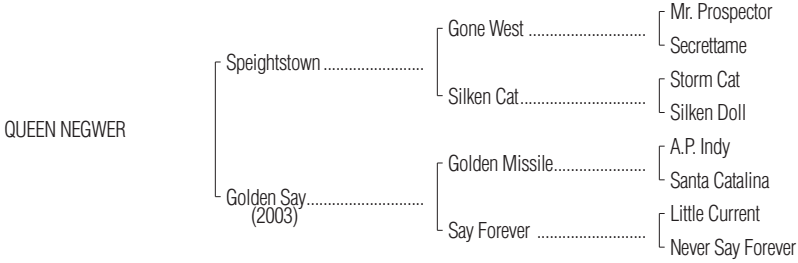 Mr. Prospector
Gone West ............................
Secrettame
Speightstown ........................
Storm Cat
Silken Cat..............................
Silken Doll
QUEEN NEGWER
A.P. Indy
Golden Missile......................
Santa Catalina
Golden Say............................
(2003)
Little Current
Say Forever ..........................
Never Say Forever